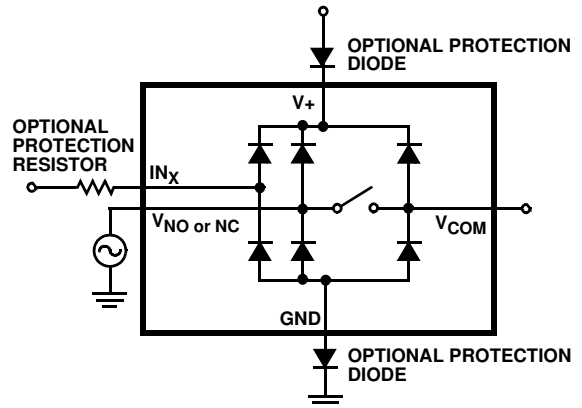 OPTIONAL PROTECTION
DIODE
V+
OPTIONAL
PROTECTION
RESISTOR
INX
VNO or NC
VCOM
GND
OPTIONAL PROTECTION
DIODE